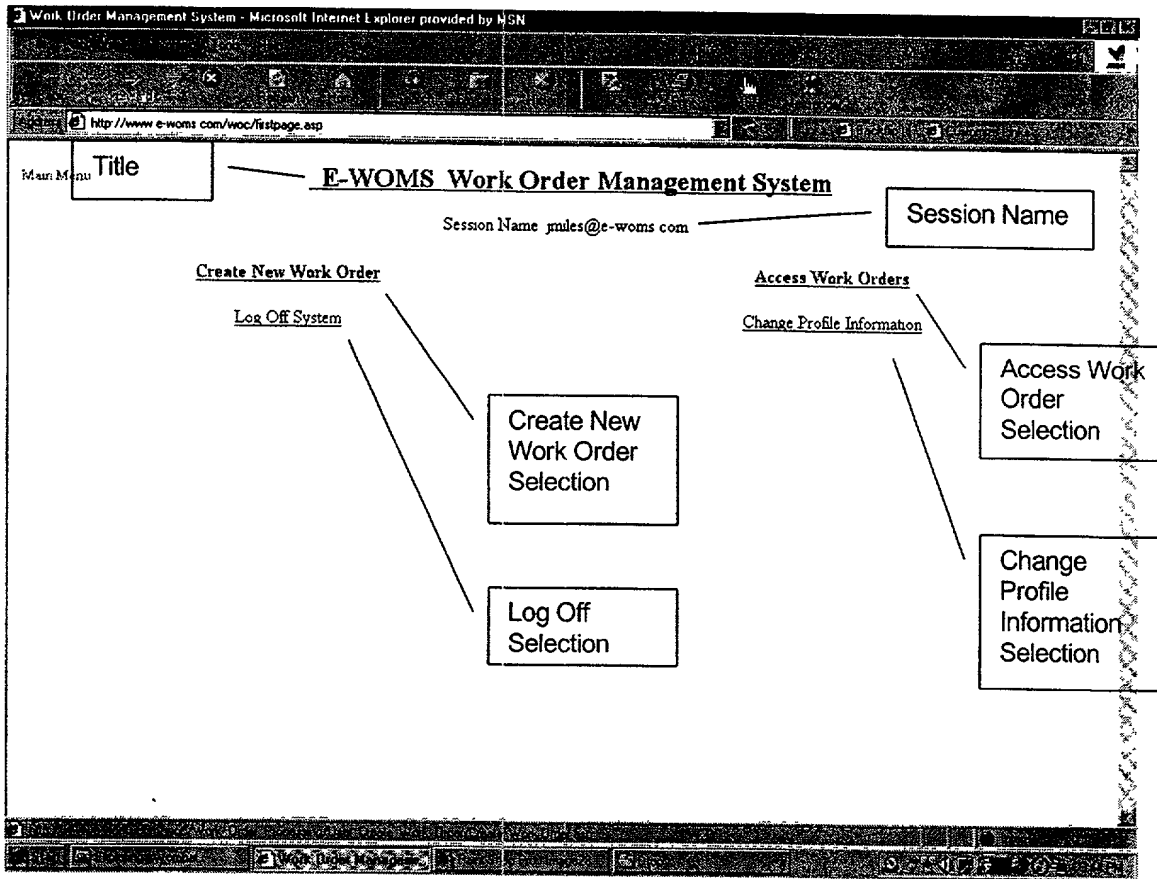 Work Order Management System - Microsoft Internet Explorer provided by MSN
http://www e-woms com/woc/firstpage.asp
Main Menu
Title
E-WOMS Work Order Management System
Session Name jmiles@e-woms com
Session Name
Create New Work Order
Access Work Orders
Log Off System
Change Profile Information
Access Work
Order
Selection
Create New
Work Order
Selection
Change
Profile
Information
Selection
Log Off
Selection